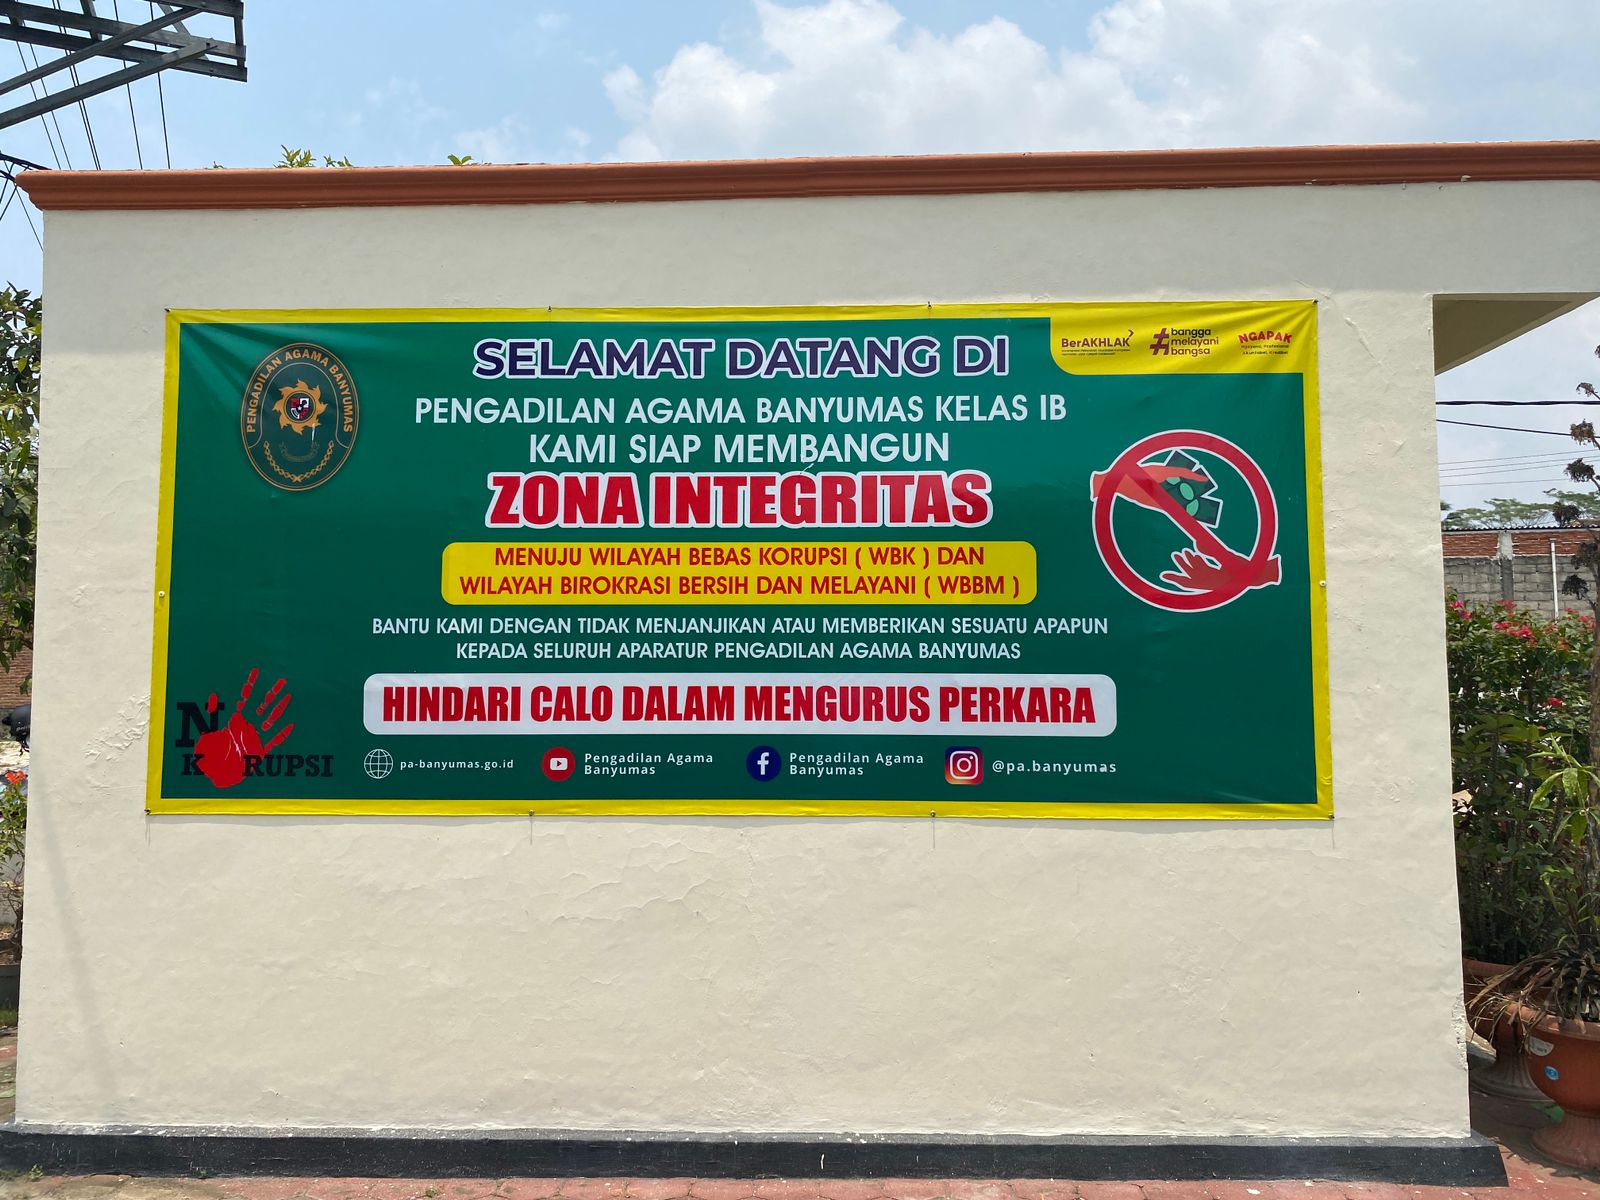 PENGADILAN AGAMA BANYUMAS
SELAMAT DATANG DI
BerAKHLAK
# bangga
melayani
bangsa
NGAPAK
PENGADILAN AGAMA BANYUMAS KELAS IB
KAMI SIAP MEMBANGUN
ZONA INTEGRITAS
MENUJU WILAYAH BEBAS KORUPSI ( WBK ) DAN
WILAYAH BIROKRASI BERSIH DAN MELAYANI ( WBBM )
BANTU KAMI DENGAN TIDAK MENJANJIKAN ATAU MEMBERIKAN SESUATU APAPUN
KEPADA SELURUH APARATUR PENGADILAN AGAMA BANYUMAS
HINDARI CALO DALAM MENGURUS PERKARA
NO
KORUPSI
pa-banyumas.go.id
Pengadilan Agama
Banyumas
Pengadilan Agama
Banyumas
@pa.banyumas